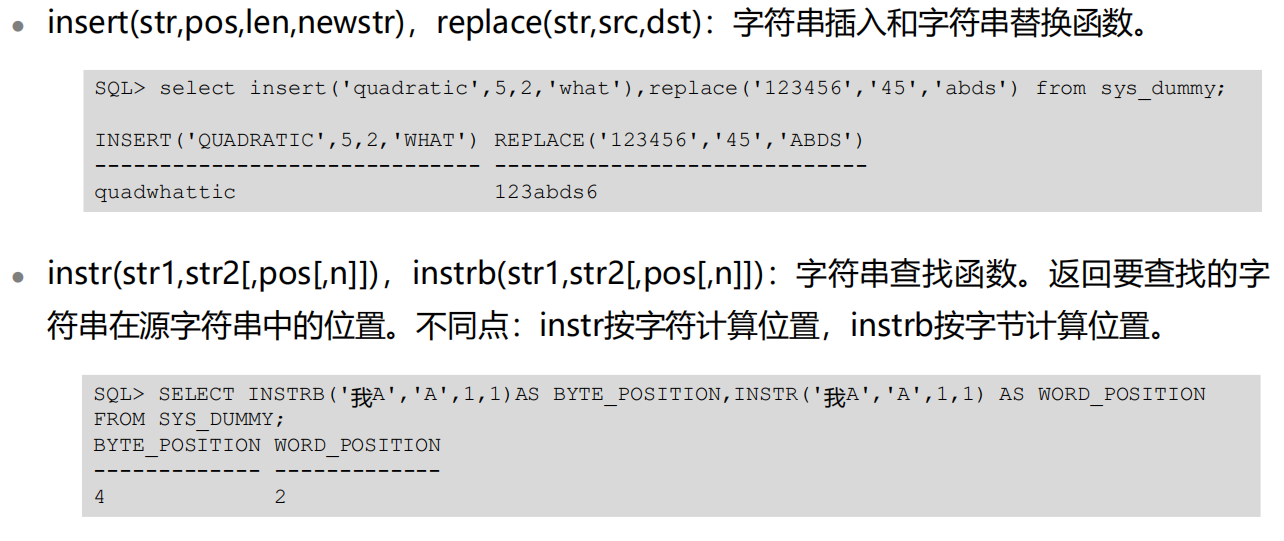 • insert(str,pos,len,newstr)，replace(str,src,dst)：字符串插入和字符串替换函数。
SQL> select insert('quadratic',5,2,'what'),replace('123456','45','abds') from sys_dummy;
INSERT('QUADRATIC',5,2,'WHAT') REPLACE('123456','45','ABDS')
------------------------------ -----------------------------
quadwhattic 123abds6
• instr(str1,str2[,pos[,n]])，instrb(str1,str2[,pos[,n]])：字符串查找函数。返回要查找的字
符串在源字符串中的位置。不同点：instr按字符计算位置，instrb按字节计算位置。
SQL> SELECT INSTRB('我A','A',1,1)AS BYTE_POSITION,INSTR('我A','A',1,1) AS WORD_POSITION
FROM SYS_DUMMY;
BYTE_POSITION WORD_POSITION
------------- -------------
4 2